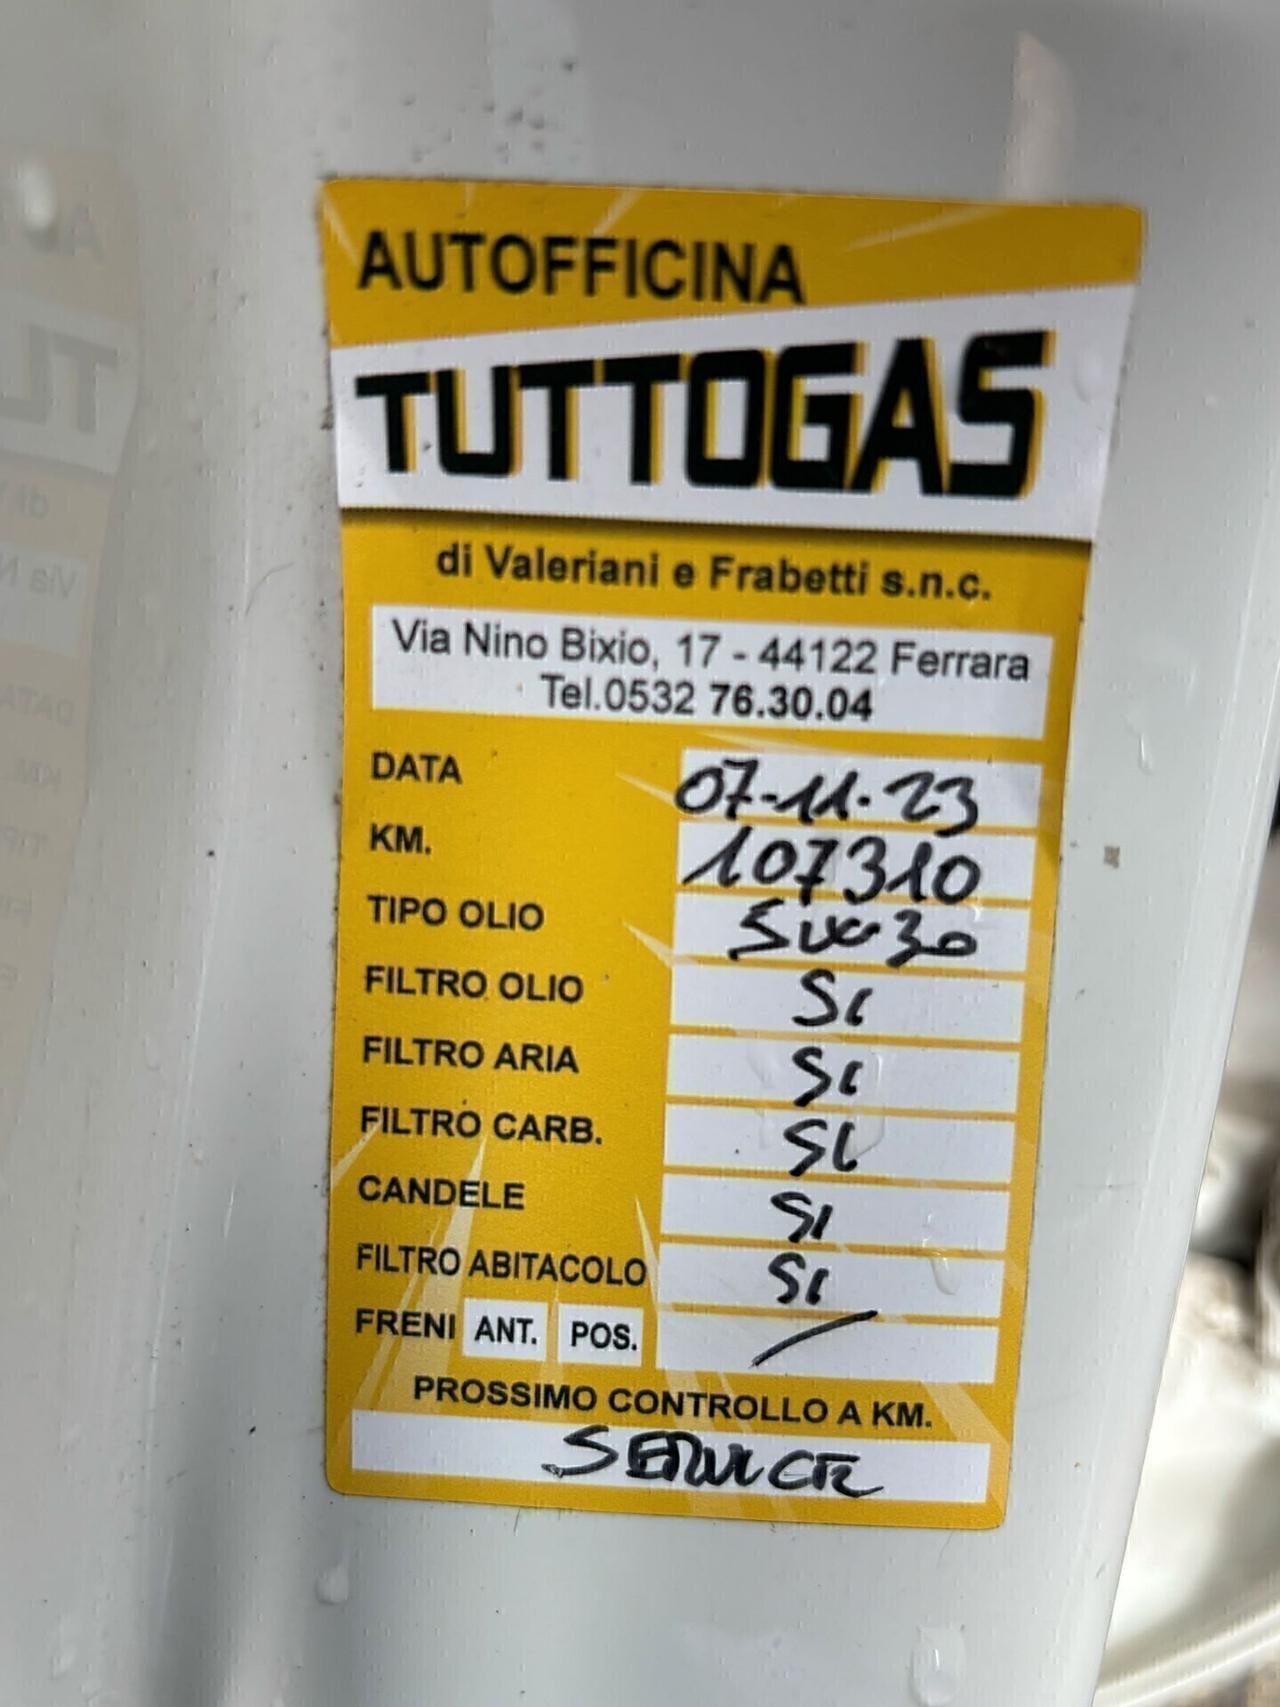 AUTOFFICINA
TUTTOGAS
di Valeriani e Frabetti s.n.c.
Via Nino Bixio, 17 - 44122 Ferrara
Tel.0532 76.30.04
DATA 07-11-23
KM. 107310
TIPO OLIO 5W30
FILTRO OLIO SI
FILTRO ARIA SI
FILTRO CARB. SI
CANDELE SI
FILTRO ABITACOLO SI
FRENI ANT. POS. /
PROSSIMO CONTROLLO A KM.
SERVICE